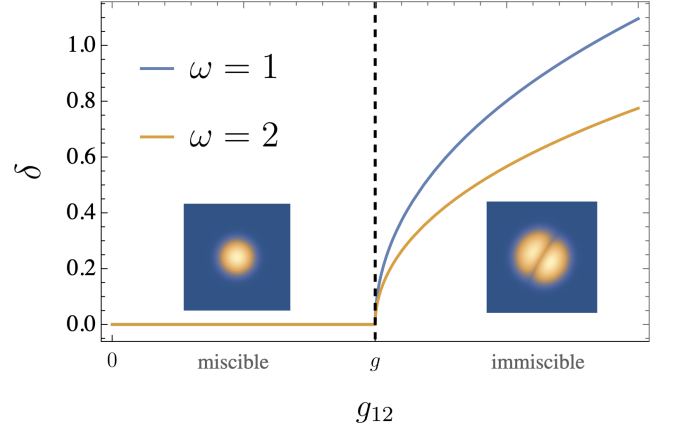 1.0
ω = 1
0.8
ω = 2
0.6
δ
0.4
0.2
0.0
0 miscible g immiscible
g12